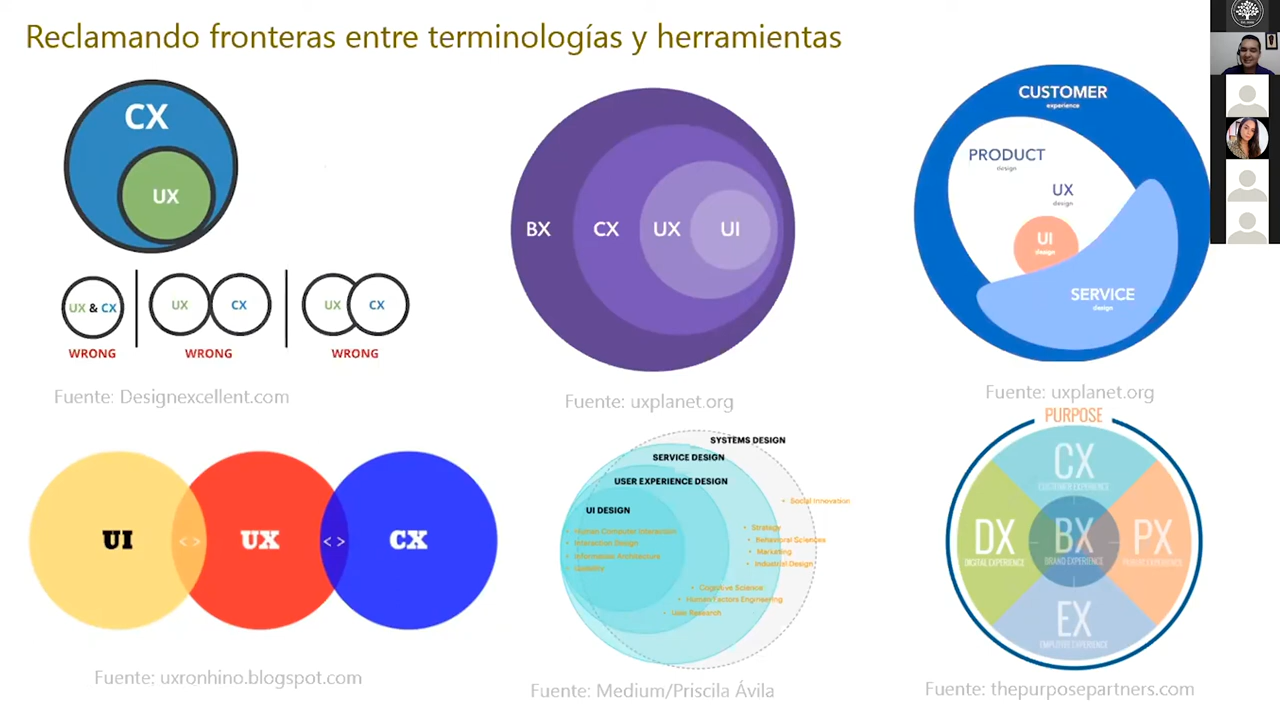 Reclamando fronteras entre terminologías y herramientas
CX
UX
UX & CX
WRONG
UX
CX
WRONG
UX
CX
WRONG
Fuente: Designexcellent.com
BX
CX
UX
UI
Fuente: uxplanet.org
CUSTOMER
experience
PRODUCT
design
UX
design
UI
design
SERVICE
design
Fuente: uxplanet.org
UI
< >
UX
< >
CX
Fuente: uxronhino.blogspot.com
SYSTEMS DESIGN
SERVICE DESIGN
USER EXPERIENCE DESIGN
UI DESIGN
• Human Computer Interaction
• Interaction Design
• Information Architecture
• Usability
• Social Innovation
• Strategy
• Behavioral Sciences
• Marketing
• Industrial Design
• Cognitive Science
• Human Factors Engineering
• User Research
Fuente: Medium/Priscila Ávila
PURPOSE
CX
CUSTOMER EXPERIENCE
DX
DIGITAL EXPERIENCE
BX
BRAND EXPERIENCE
PX
PRODUCT EXPERIENCE
EX
EMPLOYEE EXPERIENCE
Fuente: thepurposepartners.com